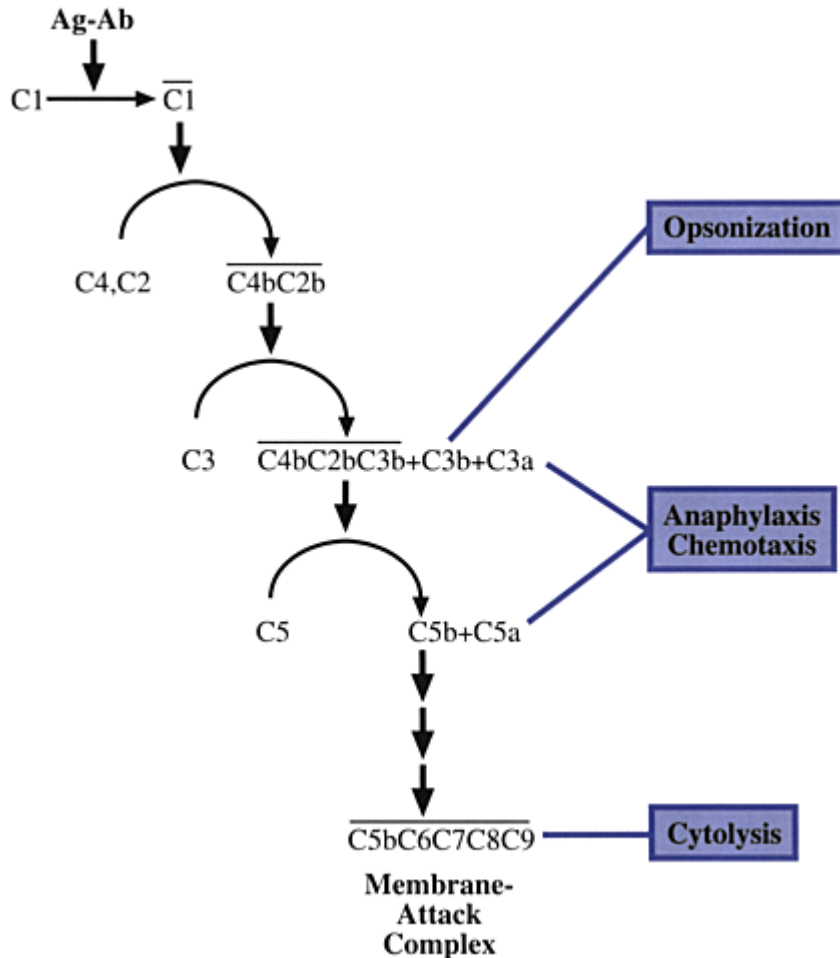 Ag-Ab
C1 C1
Opsonization
C4,C2 C4bC2b
C3 C4bC2bC3b+C3b+C3a
Anaphylaxis
Chemotaxis
C5 C5b+C5a
C5bC6C7C8C9 Cytolysis
Membrane-
Attack
Complex